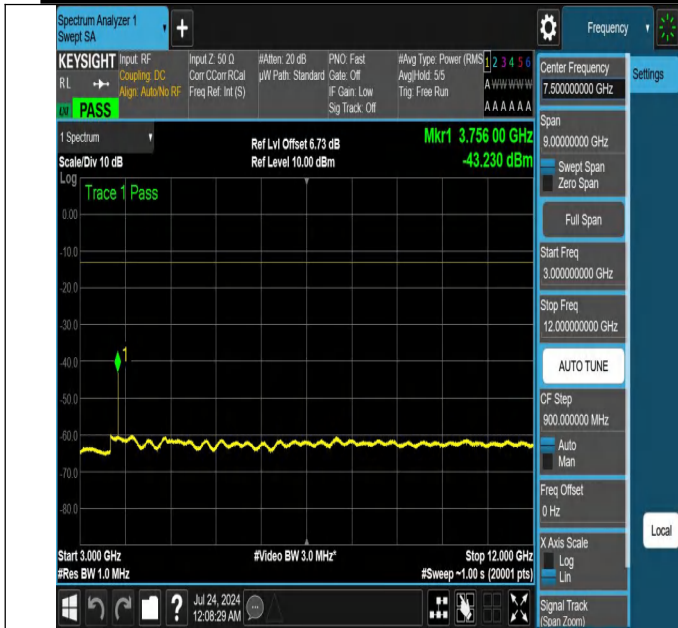 Spectrum Analyzer 1
Swept SA
+
Frequency
KEYSIGHT
RL
PASS
Input: RF
Coupling: DC
Align: Auto/No RF
Input Z: 50 Ω
Corr CCorr RCal
Freq Ref: Int (S)
#Atten: 20 dB
µW Path: Standard
PNO: Fast
Gate: Off
IF Gain: Low
Sig Track: Off
#Avg Type: Power (RMS
Avg|Hold: 5/5
Trig: Free Run
1 2 3 4 5 6
A W W W W W
A A A A A A
1 Spectrum
Scale/Div 10 dB
Log
Ref Lvl Offset 6.73 dB
Ref Level 10.00 dBm
Mkr1 3.756 00 GHz
-43.230 dBm
Trace 1 Pass
0.00
-10.0
-20.0
-30.0
-40.0
-50.0
-60.0
-70.0
-80.0
1
Start 3.000 GHz
#Res BW 1.0 MHz
#Video BW 3.0 MHz*
Stop 12.000 GHz
#Sweep ~1.00 s (20001 pts)
Center Frequency
7.500000000 GHz
Settings
Span
9.00000000 GHz
Swept Span
Zero Span
Full Span
Start Freq
3.000000000 GHz
Stop Freq
12.000000000 GHz
AUTO TUNE
CF Step
900.000000 MHz
Auto
Man
Freq Offset
0 Hz
X Axis Scale
Log
Lin
Local
Signal Track
(Span Zoom)
?
Jul 24, 2024
12:08:29 AM